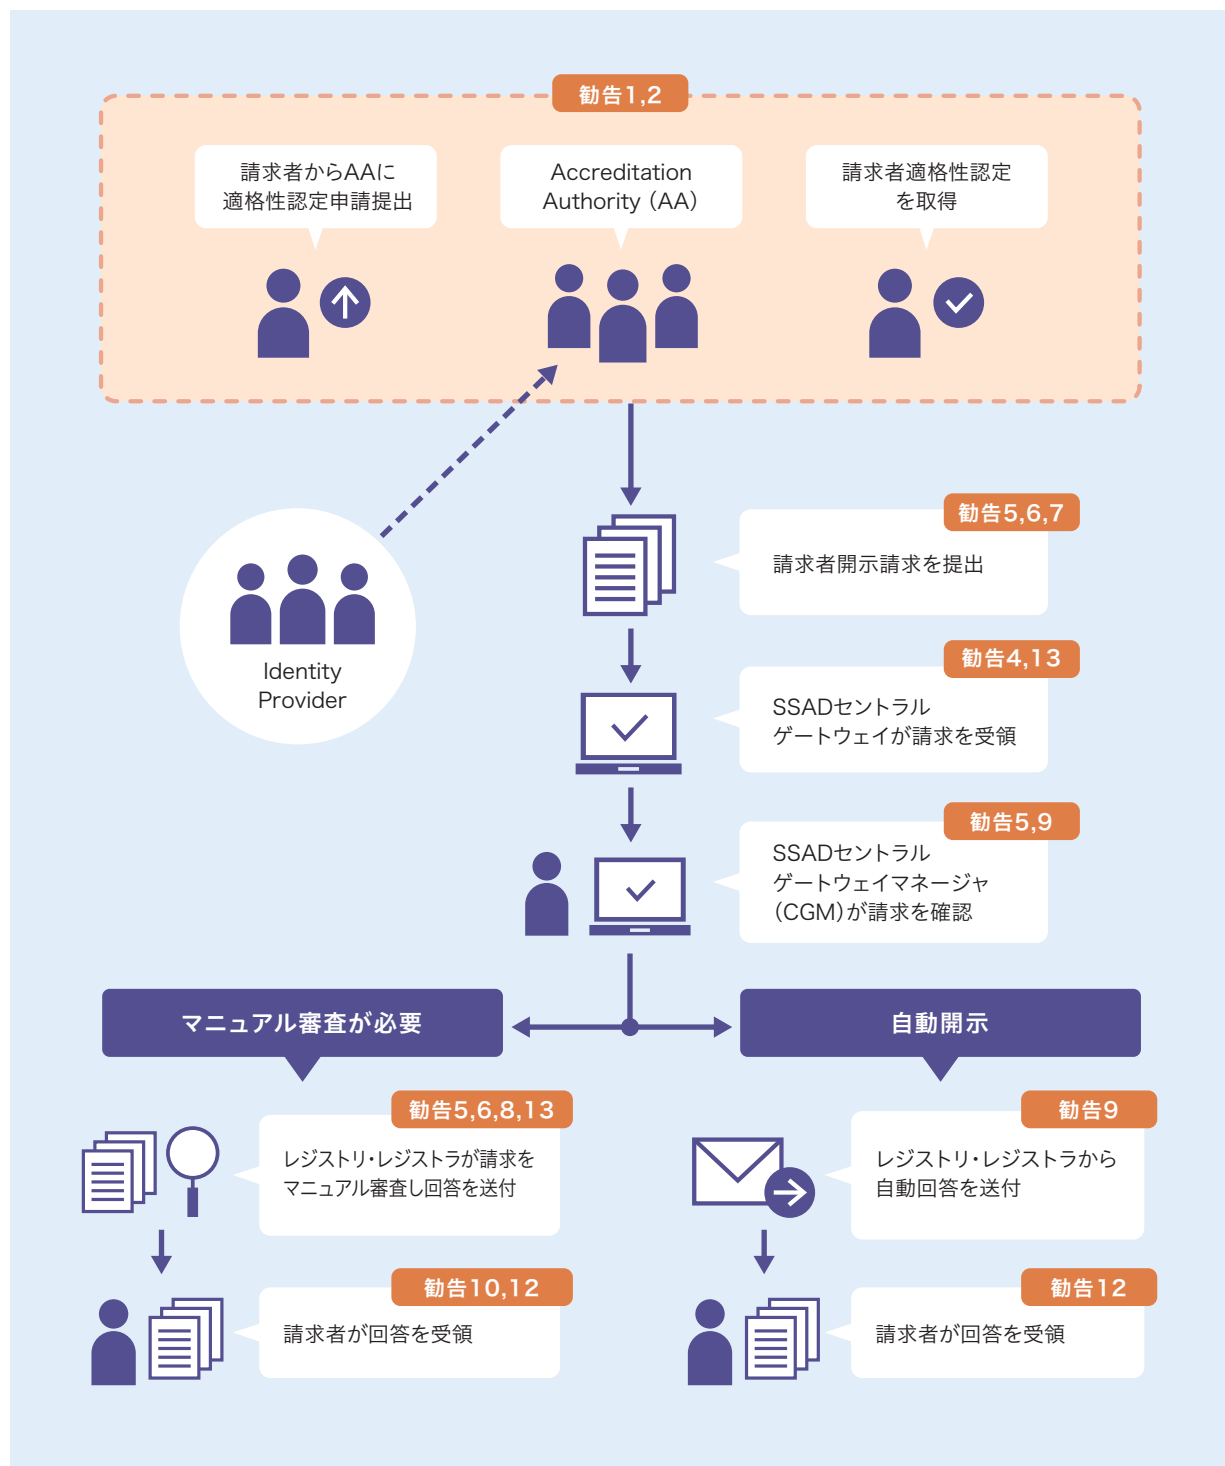 勧告1,2
請求者からAAに
適格性認定申請提出
Accreditation
Authority（AA）
請求者適格性認定
を取得
Identity
Provider
勧告5,6,7
請求者開示請求を提出
勧告4,13
SSADセントラル
ゲートウェイが請求を受領
勧告5,9
SSADセントラル
ゲートウェイマネージャ
（CGM）が請求を確認
マニュアル審査が必要
勧告5,6,8,13
レジストリ・レジストラが請求を
マニュアル審査し回答を送付
勧告10,12
請求者が回答を受領
自動開示
勧告9
レジストリ・レジストラから
自動回答を送付
勧告12
請求者が回答を受領